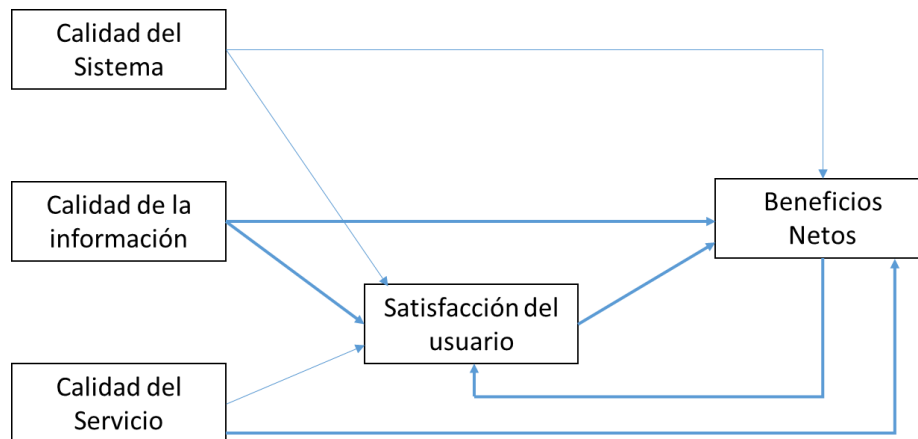 Calidad del
Sistema
Calidad de la
información
Beneficios
Netos
Satisfacción del
usuario
Calidad del
Servicio